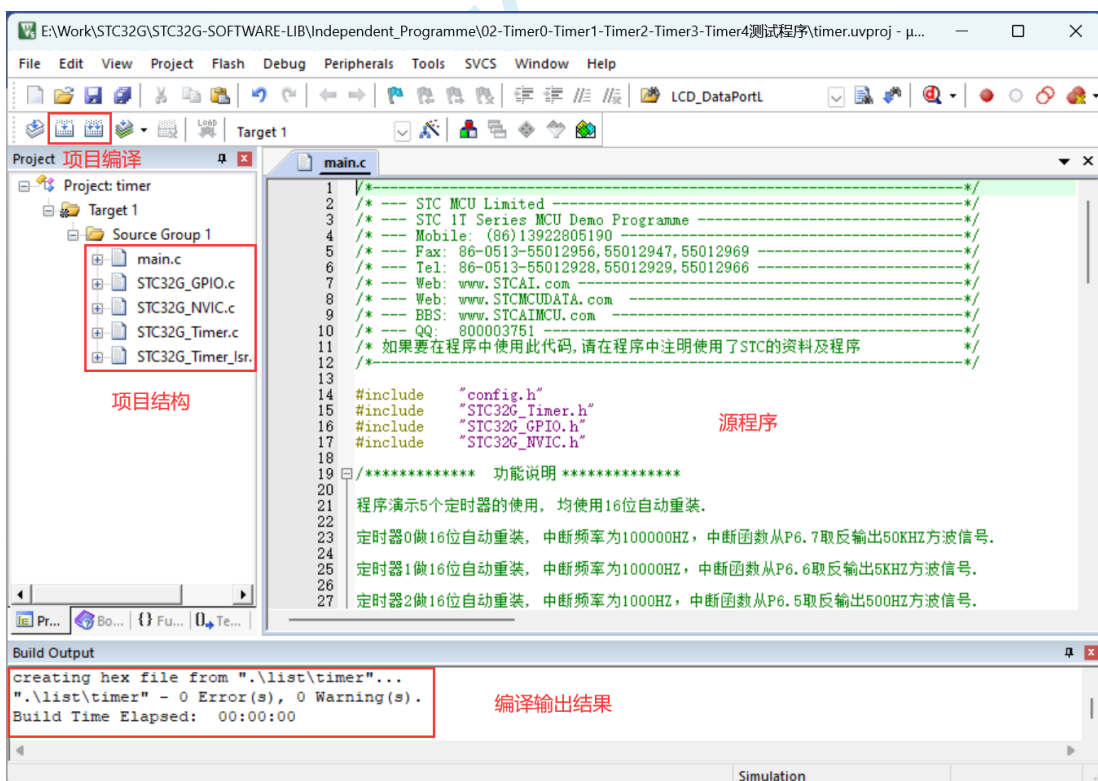 E:\Work\STC32G\STC32G-SOFTWARE-LIB\Independent_Programme\02-Timer0-Timer1-Timer2-Timer3-Timer4测试程序\timer.uvproj - µ...
File Edit View Project Flash Debug Peripherals Tools SVCS Window Help
LCD_DataPortL
LOAD Target 1
Project 项目编译
main.c
Project: timer
Target 1
Source Group 1
main.c
STC32G_GPIO.c
STC32G_NVIC.c
STC32G_Timer.c
STC32G_Timer_Isr.
项目结构
1 /*---------------------------------------------------------------------*/
2 /* --- STC MCU Limited ------------------------------------------------*/
3 /* --- STC 1T Series MCU Demo Programme -------------------------------*/
4 /* --- Mobile: (86)13922805190 ----------------------------------------*/
5 /* --- Fax: 86-0513-55012956,55012947,55012969 ------------------------*/
6 /* --- Tel: 86-0513-55012928,55012929,55012966 ------------------------*/
7 /* --- Web: www.STCAI.com ---------------------------------------------*/
8 /* --- Web: www.STCMCUDATA.com ---------------------------------------*/
9 /* --- BBS: www.STCAIMCU.com -----------------------------------------*/
10 /* --- QQ: 800003751 -------------------------------------------------*/
11 /* 如果要在程序中使用此代码,请在程序中注明使用了STC的资料及程序 */
12 /*---------------------------------------------------------------------*/
13
14 #include "config.h"
15 #include "STC32G_Timer.h"
16 #include "STC32G_GPIO.h"
17 #include "STC32G_NVIC.h"
源程序
18
19 /************* 功能说明 **************
20
21 程序演示5个定时器的使用, 均使用16位自动重装.
22
23 定时器0做16位自动重装, 中断频率为100000HZ，中断函数从P6.7取反输出50KHZ方波信号.
24
25 定时器1做16位自动重装, 中断频率为10000HZ，中断函数从P6.6取反输出5KHZ方波信号.
26
27 定时器2做16位自动重装, 中断频率为1000HZ，中断函数从P6.5取反输出500HZ方波信号.
Pr... Bo... {} Fu... Te...
Build Output
creating hex file from ".\list\timer"...
".\list\timer" - 0 Error(s), 0 Warning(s).
Build Time Elapsed: 00:00:00
编译输出结果
Simulation